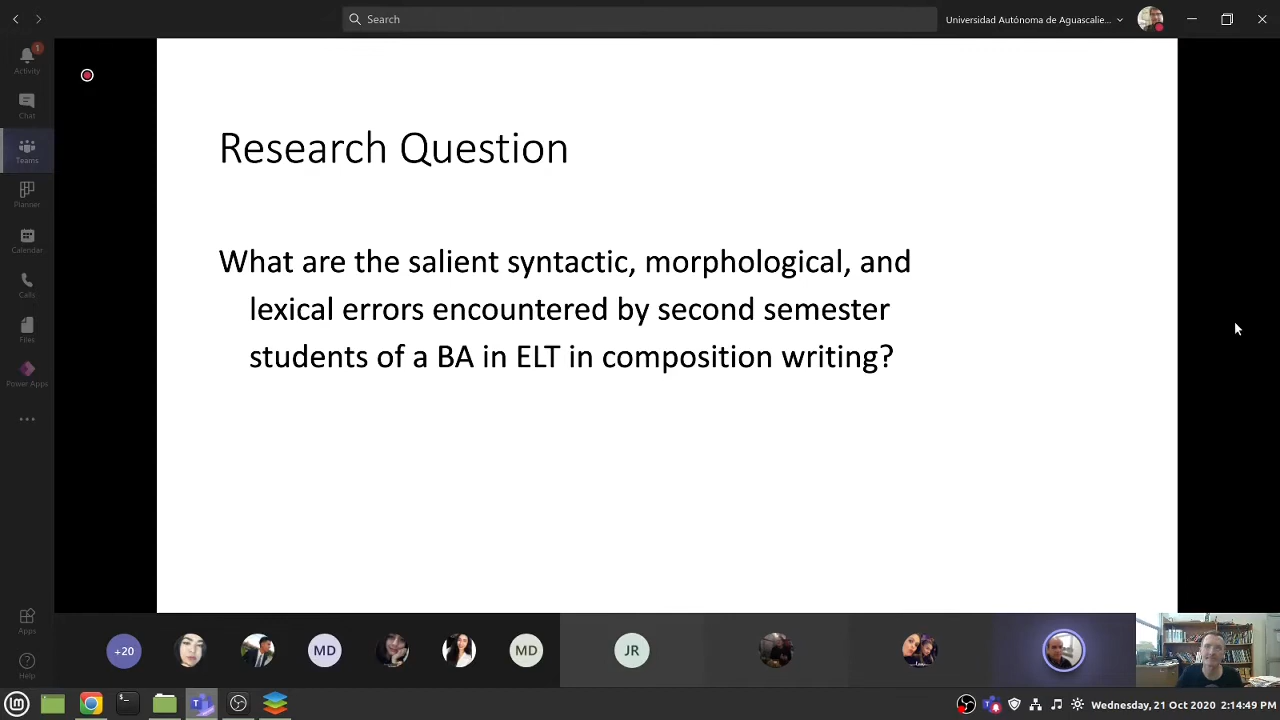 Search
Universidad Autónoma de Aguascalie...
1
Activity
Chat
Teams
Planner
Calendar
Calls
Files
Power Apps
Apps
Help
Research Question
What are the salient syntactic, morphological, and
lexical errors encountered by second semester
students of a BA in ELT in composition writing?
+20
MD
MD
JR
Wednesday, 21 Oct 2020 2:14:49 PM